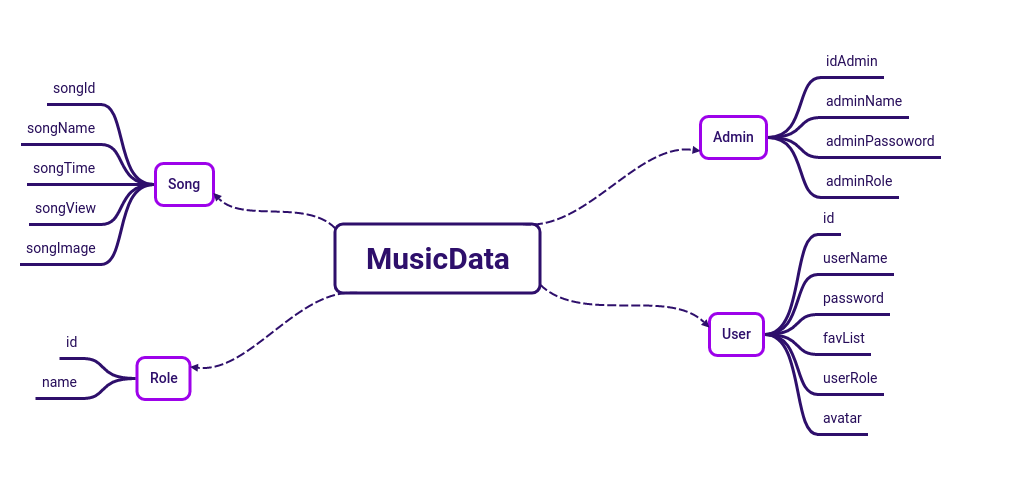 MusicData
Song
songId
songName
songTime
songView
songImage
Role
id
name
Admin
idAdmin
adminName
adminPassoword
adminRole
User
id
userName
password
favList
userRole
avatar